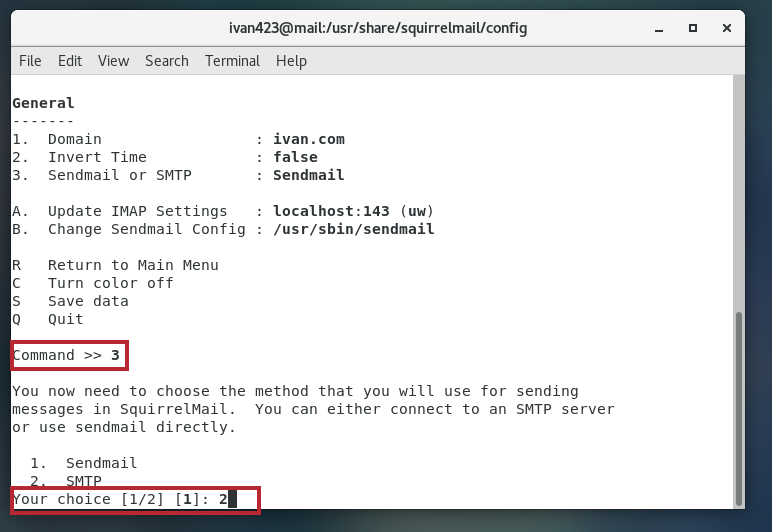 ivan423@mail:/usr/share/squirrelmail/config
File Edit View Search Terminal Help
General
-------
1.  Domain                 : ivan.com
2.  Invert Time            : false
3.  Sendmail or SMTP       : Sendmail
A.  Update IMAP Settings   : localhost:143 (uw)
B.  Change Sendmail Config : /usr/sbin/sendmail
R   Return to Main Menu
C   Turn color off
S   Save data
Q   Quit
Command >> 3
You now need to choose the method that you will use for sending
messages in SquirrelMail.  You can either connect to an SMTP server
or use sendmail directly.
  1.  Sendmail
  2.  SMTP
Your choice [1/2] [1]: 2